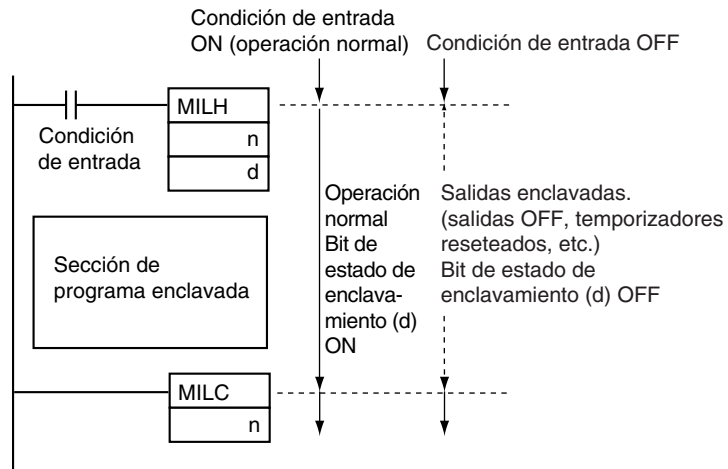 Condición de entrada
ON (operación normal)
Condición de entrada OFF
MILH
n
d
Condición
de entrada
Operación
normal
Bit de
estado de
enclava-
miento (d)
ON
Salidas enclavadas.
(salidas OFF, temporizadores
reseteados, etc.)
Bit de estado de
enclavamiento (d) OFF
Sección de
programa enclavada
MILC
n